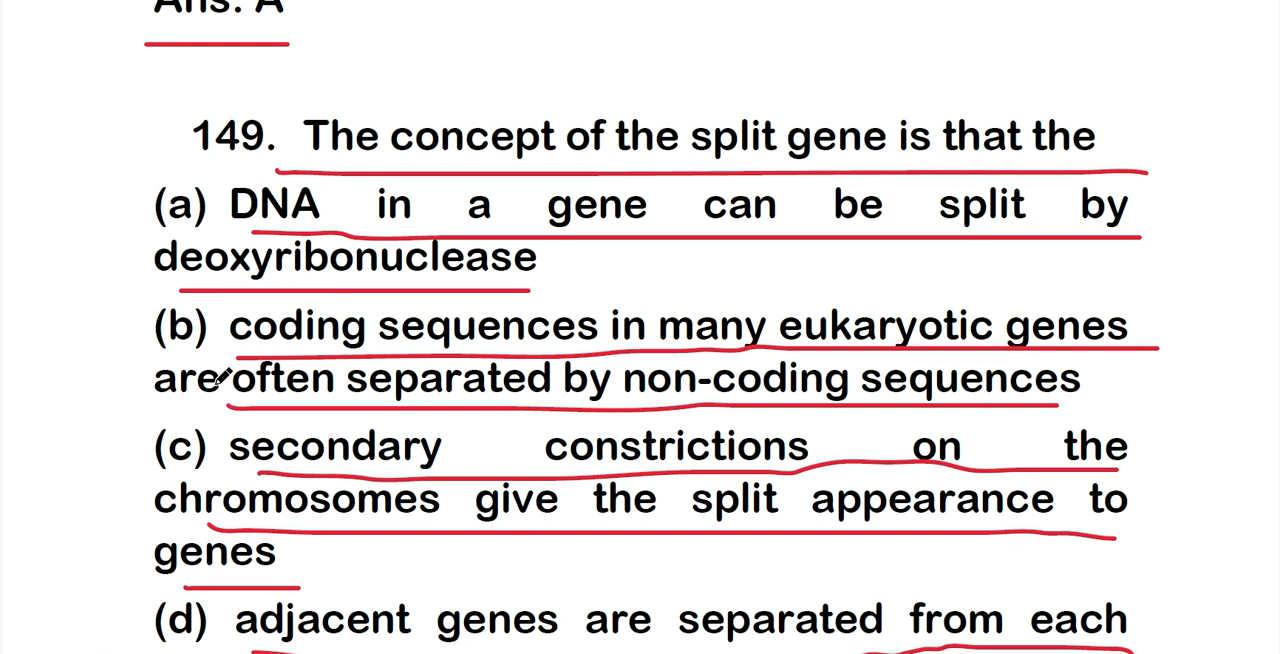 Ans: A
149. The concept of the split gene is that the
(a) DNA in a gene can be split by
deoxyribonuclease
(b) coding sequences in many eukaryotic genes
are often separated by non-coding sequences
(c) secondary constrictions on the
chromosomes give the split appearance to
genes
(d) adjacent genes are separated from each